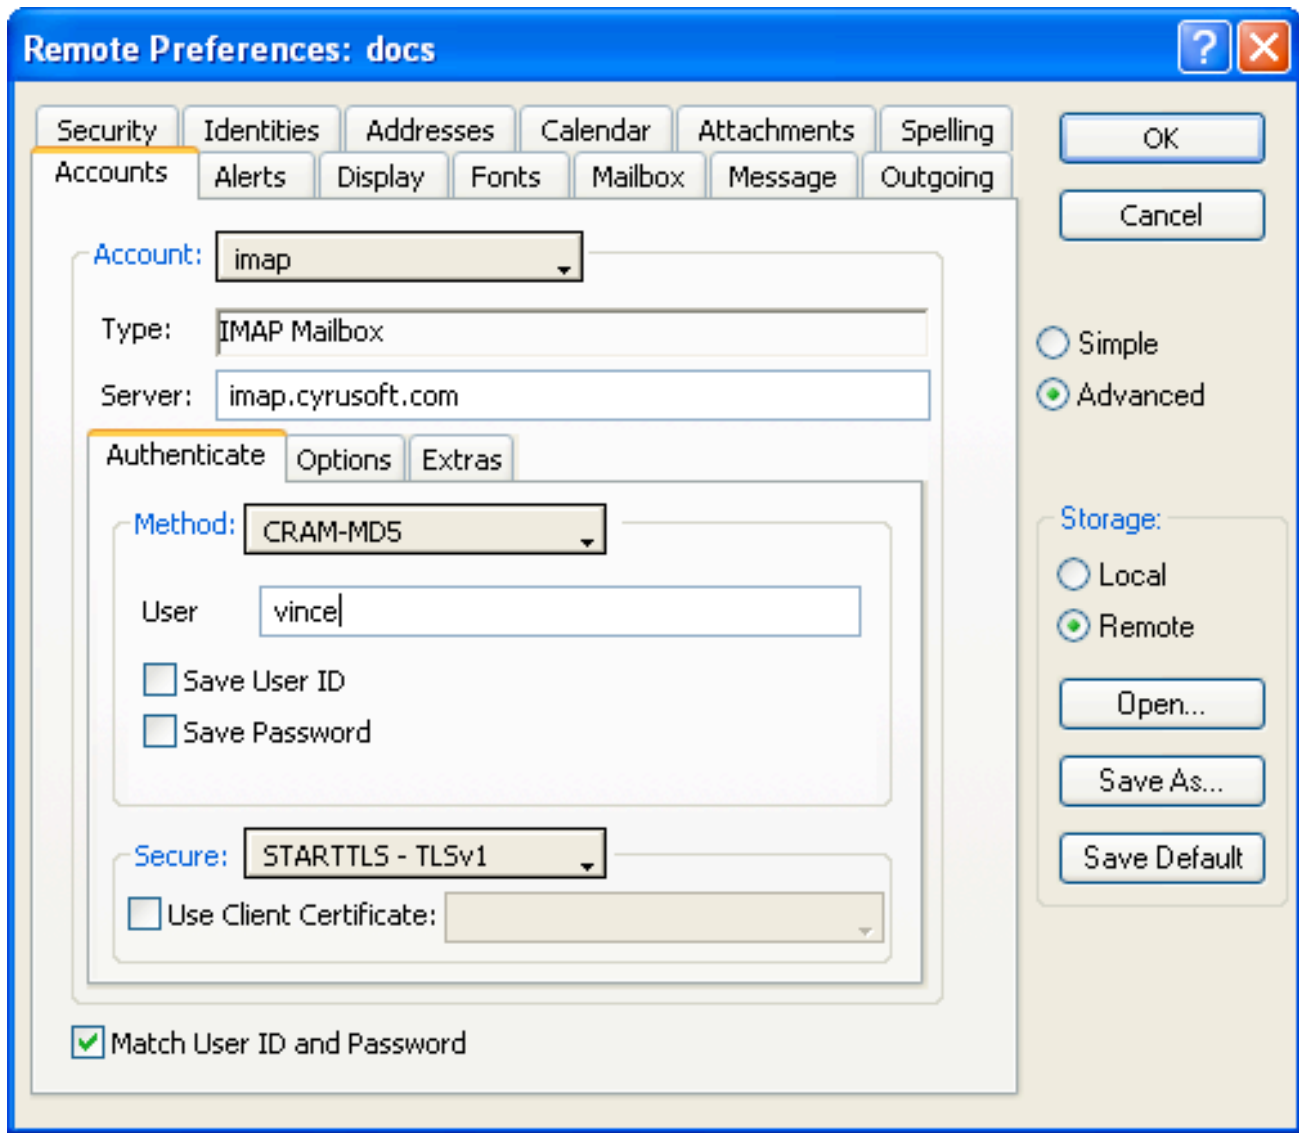 Remote Preferences: docs
Security Identities Addresses Calendar Attachments Spelling
Accounts Alerts Display Fonts Mailbox Message Outgoing
OK
Cancel
Account: imap
Type: IMAP Mailbox
Server: imap.cyrusoft.com
Simple
Advanced
Authenticate Options Extras
Method: CRAM-MD5
User vince
Save User ID
Save Password
Secure: STARTTLS - TLSv1
Use Client Certificate:
Match User ID and Password
Storage:
Local
Remote
Open...
Save As...
Save Default